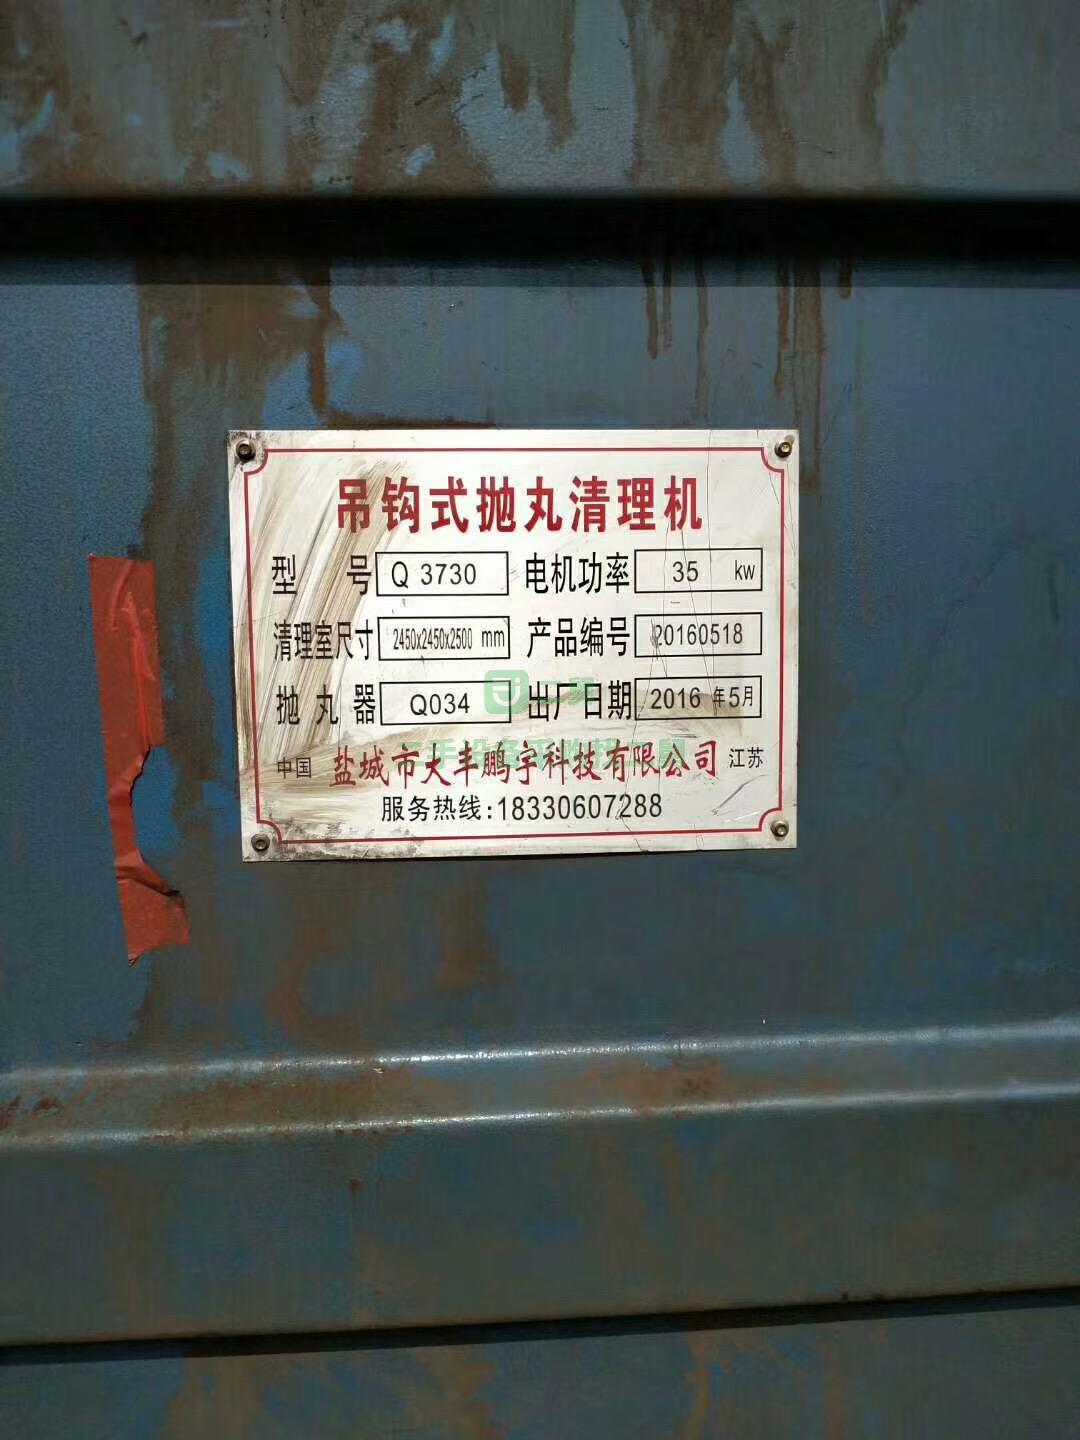 吊钩式抛丸清理机
型 号 Q 3730 电机功率 35 kw
清理室尺寸 2450x2450x2500 mm 产品编号 20160518
抛丸器 Q034 出厂日期 2016 年5月
中国 盐城市大丰鹏宇科技有限公司 江苏
服务热线:18330607288